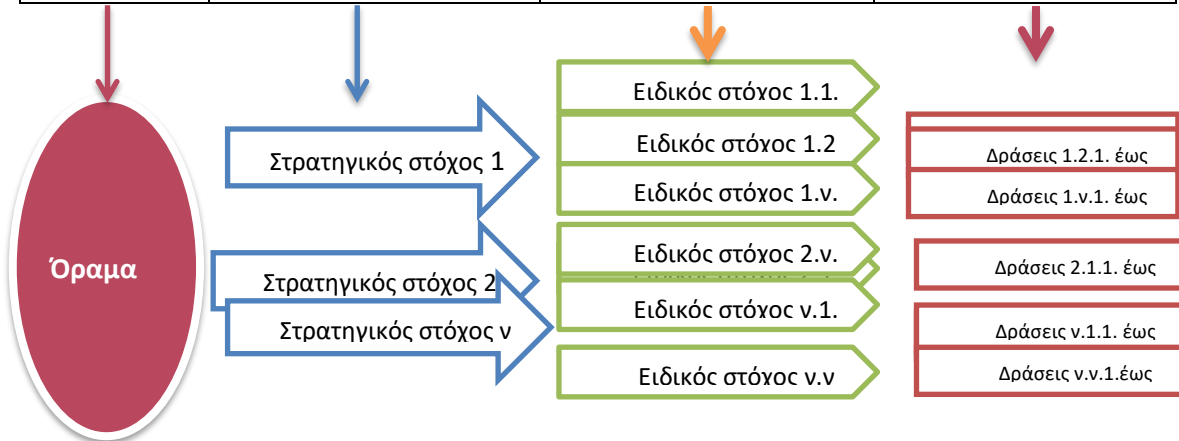 Όραμα
Στρατηγικός στόχος 1
Στρατηγικός στόχος 2
Στρατηγικός στόχος ν
Ειδικός στόχος 1.1.
Ειδικός στόχος 1.2
Ειδικός στόχος 1.ν.
Ειδικός στόχος 2.ν.
Ειδικός στόχος ν.1.
Ειδικός στόχος ν.ν
Δράσεις 1.2.1. έως
Δράσεις 1.ν.1. έως
Δράσεις 2.1.1. έως
Δράσεις ν.1.1. έως
Δράσεις ν.ν.1.έως